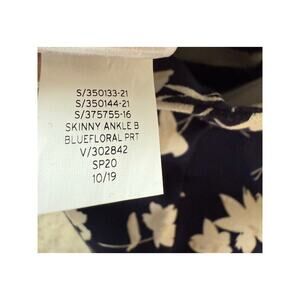 S/350133-21
S/350144-21
S/375755-16
SKINNY ANKLE B
BLUEFLORAL PRT
V/302842
SP20
10/19